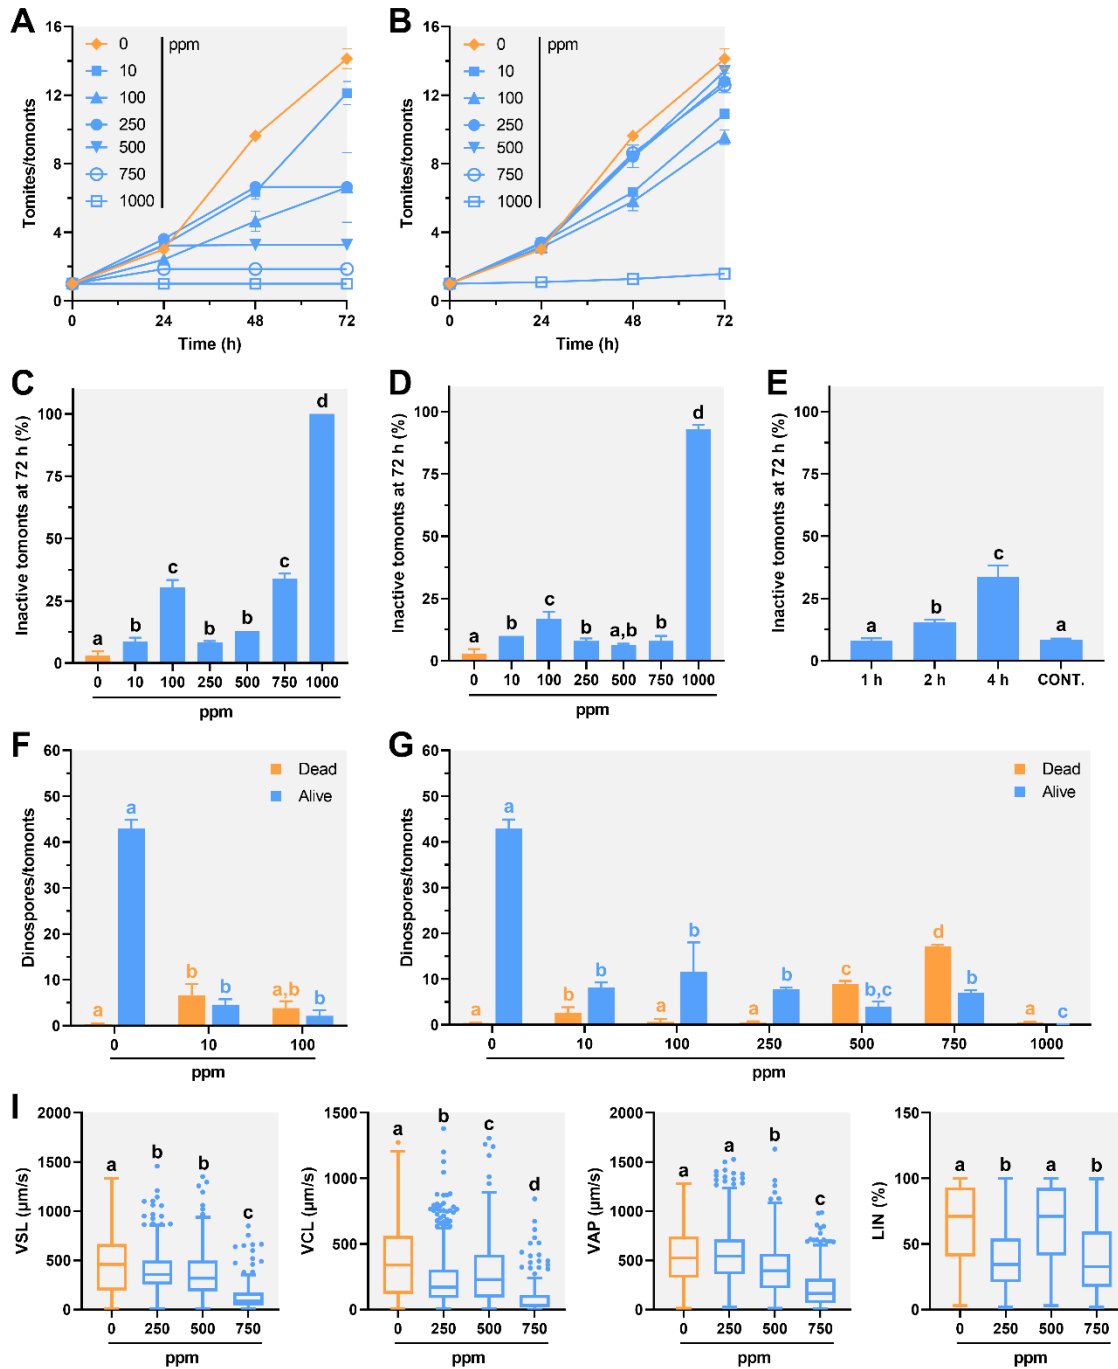 A
Tomites/tomonts
16
12
8
4
0
0 ppm
10
100
250
500
750
1000
0 24 48 72
Time (h)
B
Tomites/tomonts
16
12
8
4
0
0 ppm
10
100
250
500
750
1000
0 24 48 72
Time (h)
C
Inactive tomonts at 72 h (%)
100
75
50
25
0
a b c b b c d
0 10 100 250 500 750 1000
ppm
D
Inactive tomonts at 72 h (%)
100
75
50
25
0
a b c b a,b b d
0 10 100 250 500 750 1000
ppm
E
Inactive tomonts at 72 h (%)
100
75
50
25
0
a b c a
1 h 2 h 4 h CONT.
F
Dinospores/tomonts
60
50
40
30
20
10
0
Dead
Alive
a a b b a,b b
0 10 100
ppm
G
Dinospores/tomonts
60
50
40
30
20
10
0
Dead
Alive
a a b b a b a b c b,c d b a c
0 10 100 250 500 750 1000
ppm
I
VSL (µm/s)
2000
1500
1000
500
0
a b b c
0 250 500 750
ppm
VCL (µm/s)
1500
1000
500
0
a b c d
0 250 500 750
ppm
VAP (µm/s)
2000
1500
1000
500
0
a a b c
0 250 500 750
ppm
LIN (%)
150
100
50
0
a b a b
0 250 500 750
ppm